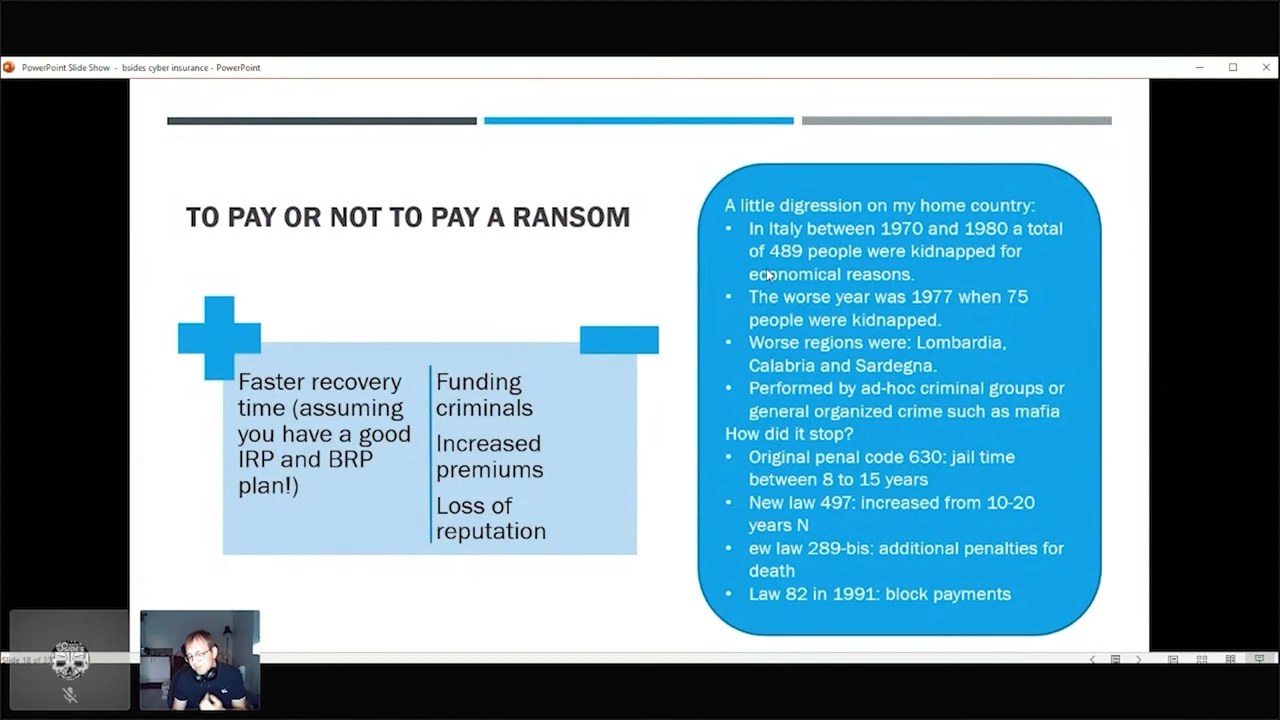 PowerPoint Slide Show - bsides cyber insurance - PowerPoint
TO PAY OR NOT TO PAY A RANSOM
Faster recovery
time (assuming
you have a good
IRP and BRP
plan!)
Funding
criminals
Increased
premiums
Loss of
reputation
A little digression on my home country:
• In Italy between 1970 and 1980 a total
of 489 people were kidnapped for
economical reasons.
• The worse year was 1977 when 75
people were kidnapped.
• Worse regions were: Lombardia,
Calabria and Sardegna.
• Performed by ad-hoc criminal groups or
general organized crime such as mafia
How did it stop?
• Original penal code 630: jail time
between 8 to 15 years
• New law 497: increased from 10-20
years N
• ew law 289-bis: additional penalties for
death
• Law 82 in 1991: block payments